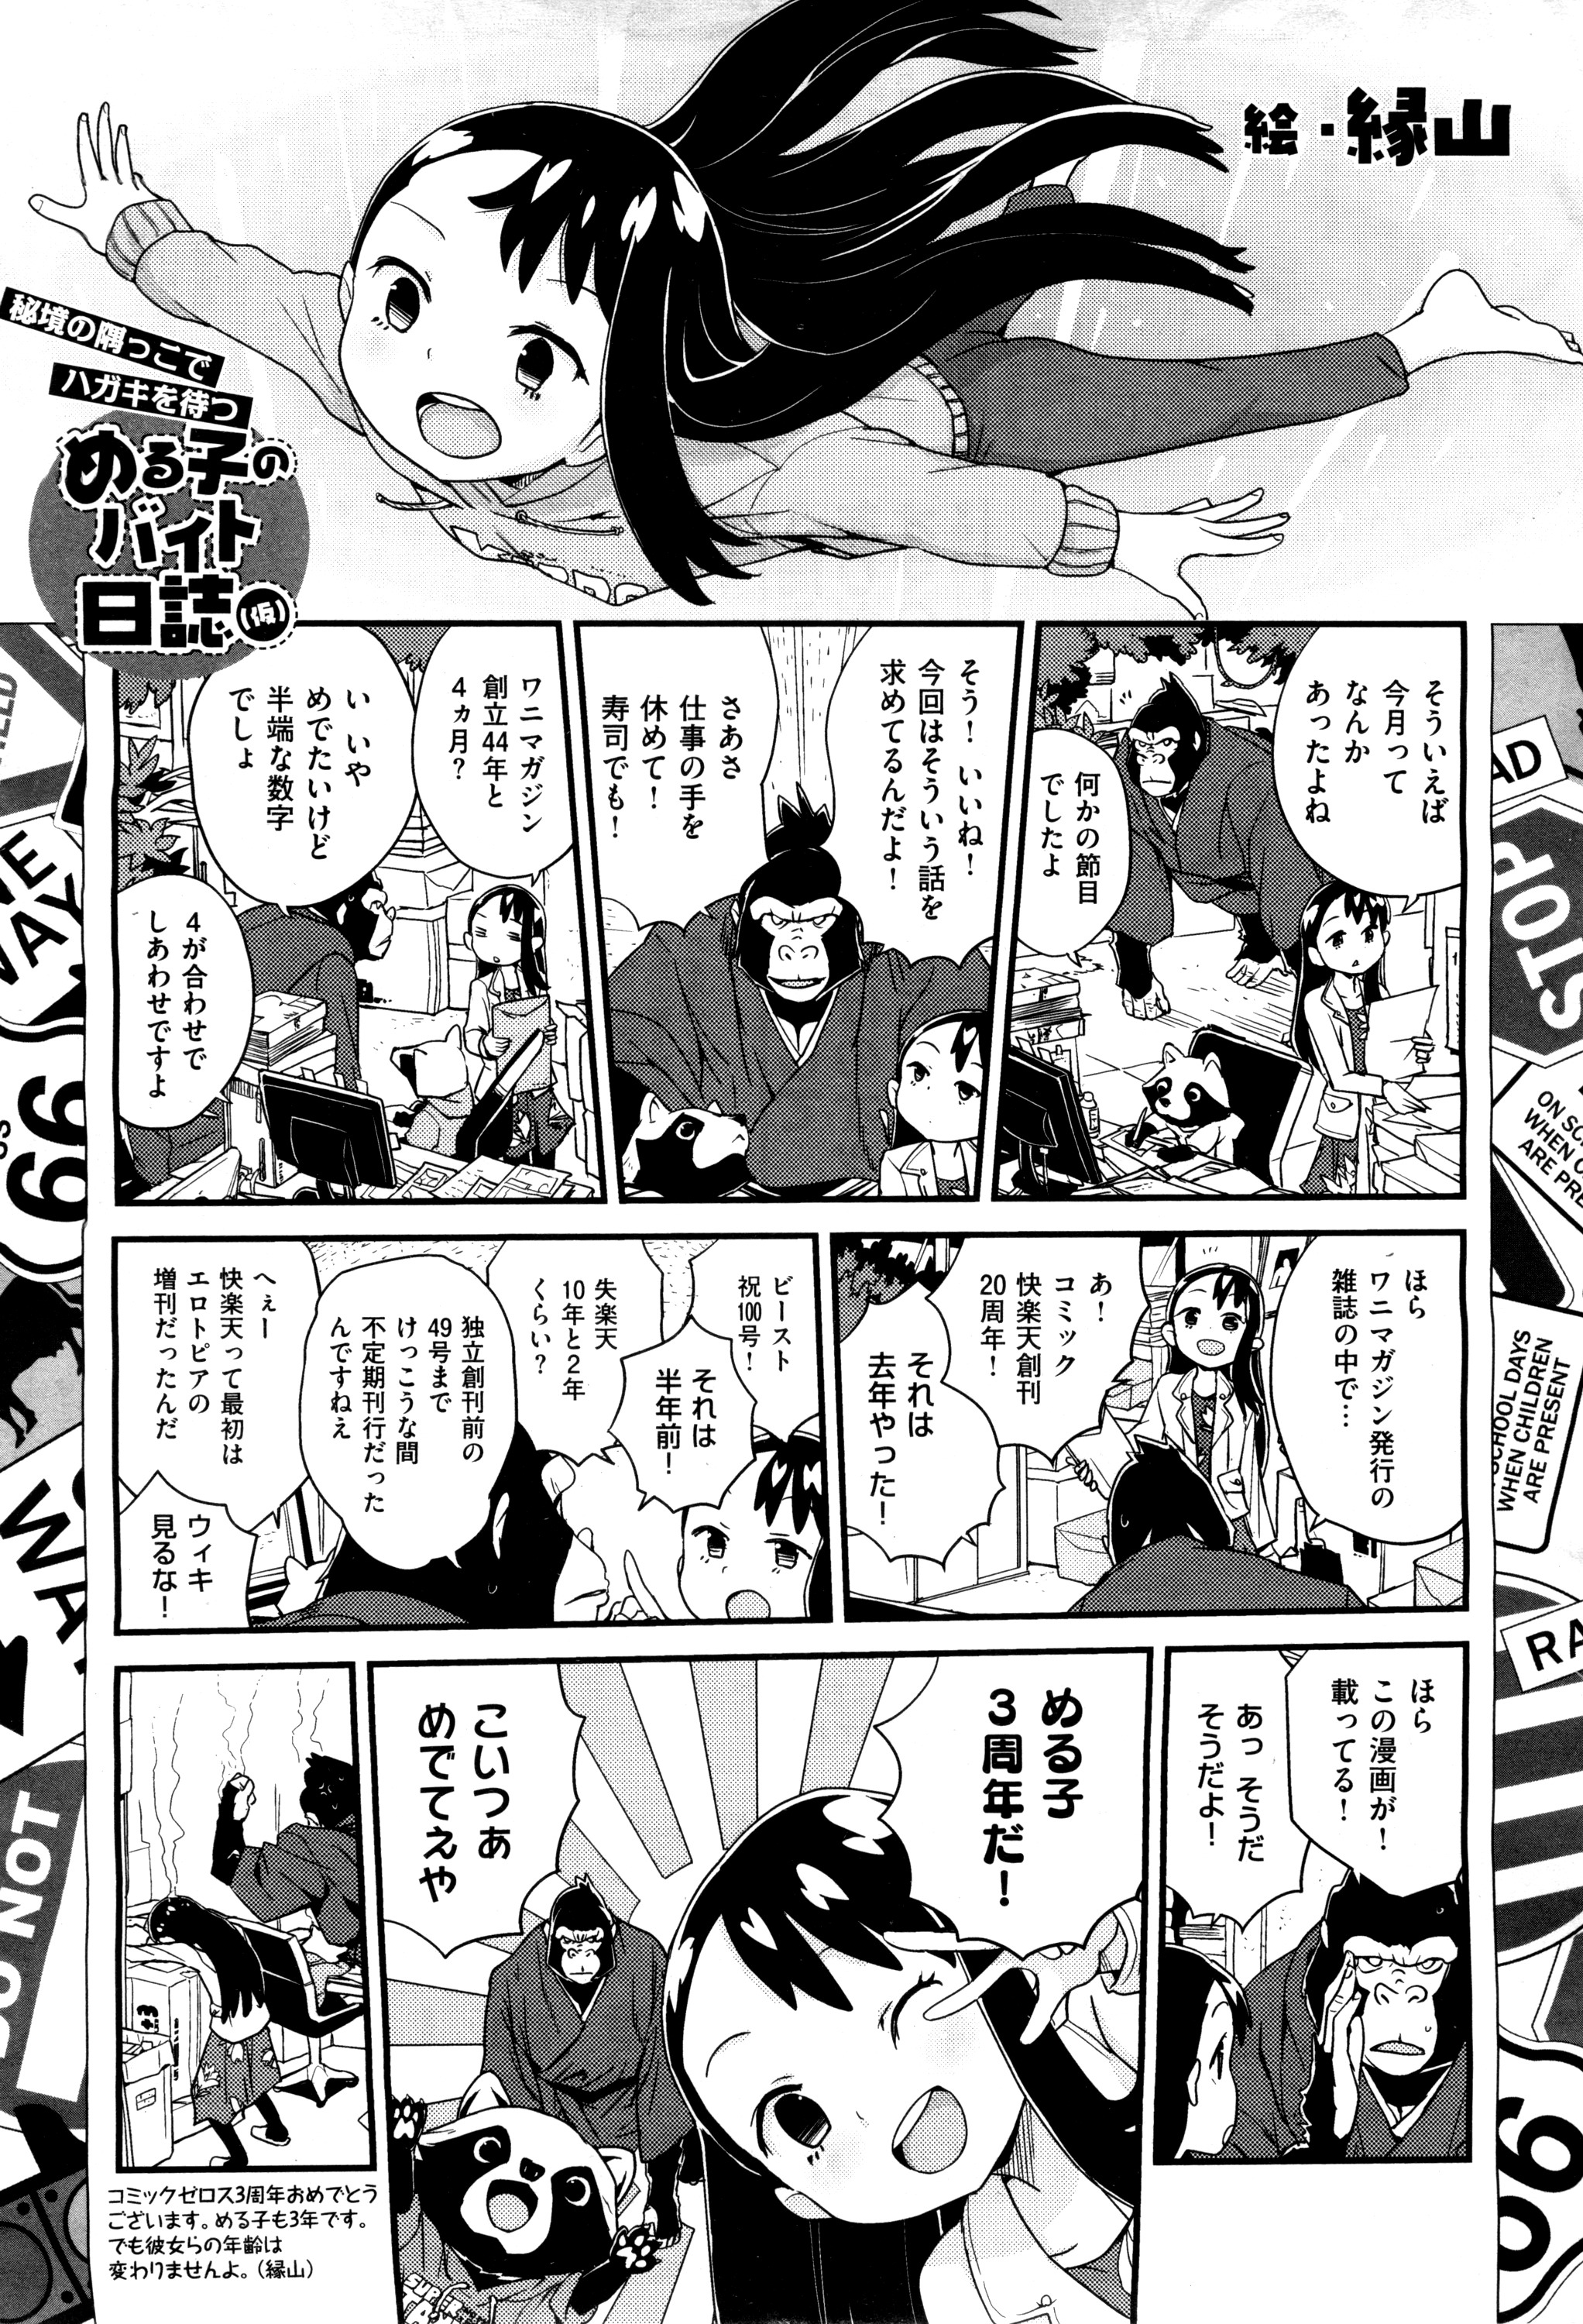 絵・縁山
秘境の隅っこで
ハガキを待つ
める子の
バイト
日誌(仮)
そういえば
今月って
なんか
あったよね
何かの節目
でしたよ
そう！いいね！
今回はそういう話を
求めてるんだよ！
さあさ
仕事の手を
休めて！
寿司でも！
ワニマガジン
創立44年と
4ヵ月？
い いや
めでたいけど
半端な数字
でしょ
4が合わせで
しあわせですよ
ほら
ワニマガジン発行の
雑誌の中で…
あ！
コミック
快楽天創刊
20周年！
それは
去年やった！
ビースト
祝100号！
それは
半年前！
失楽天
10年と2年
くらい？
独立創刊前の
49号まで
けっこうな間
不定期刊行だった
んですねえ
へぇー
快楽天って最初は
エロトピアの
増刊だったんだ
ウィキ
見るな！
ほら
この漫画が！
載ってる！
あっ そうだ
そうだよ！
める子
3周年だ！
こいつぁ
めでてぇや
コミックゼロス3周年おめでとう
ございます。める子も3年です。
でも彼女らの年齢は
変わりませんよ。(縁山)
WAY
99
DO NOT
AD
STOP
WHEN C
ARE PRE
SCHOOL DAYS
WHEN CHILDREN
ARE PRESENT
RA